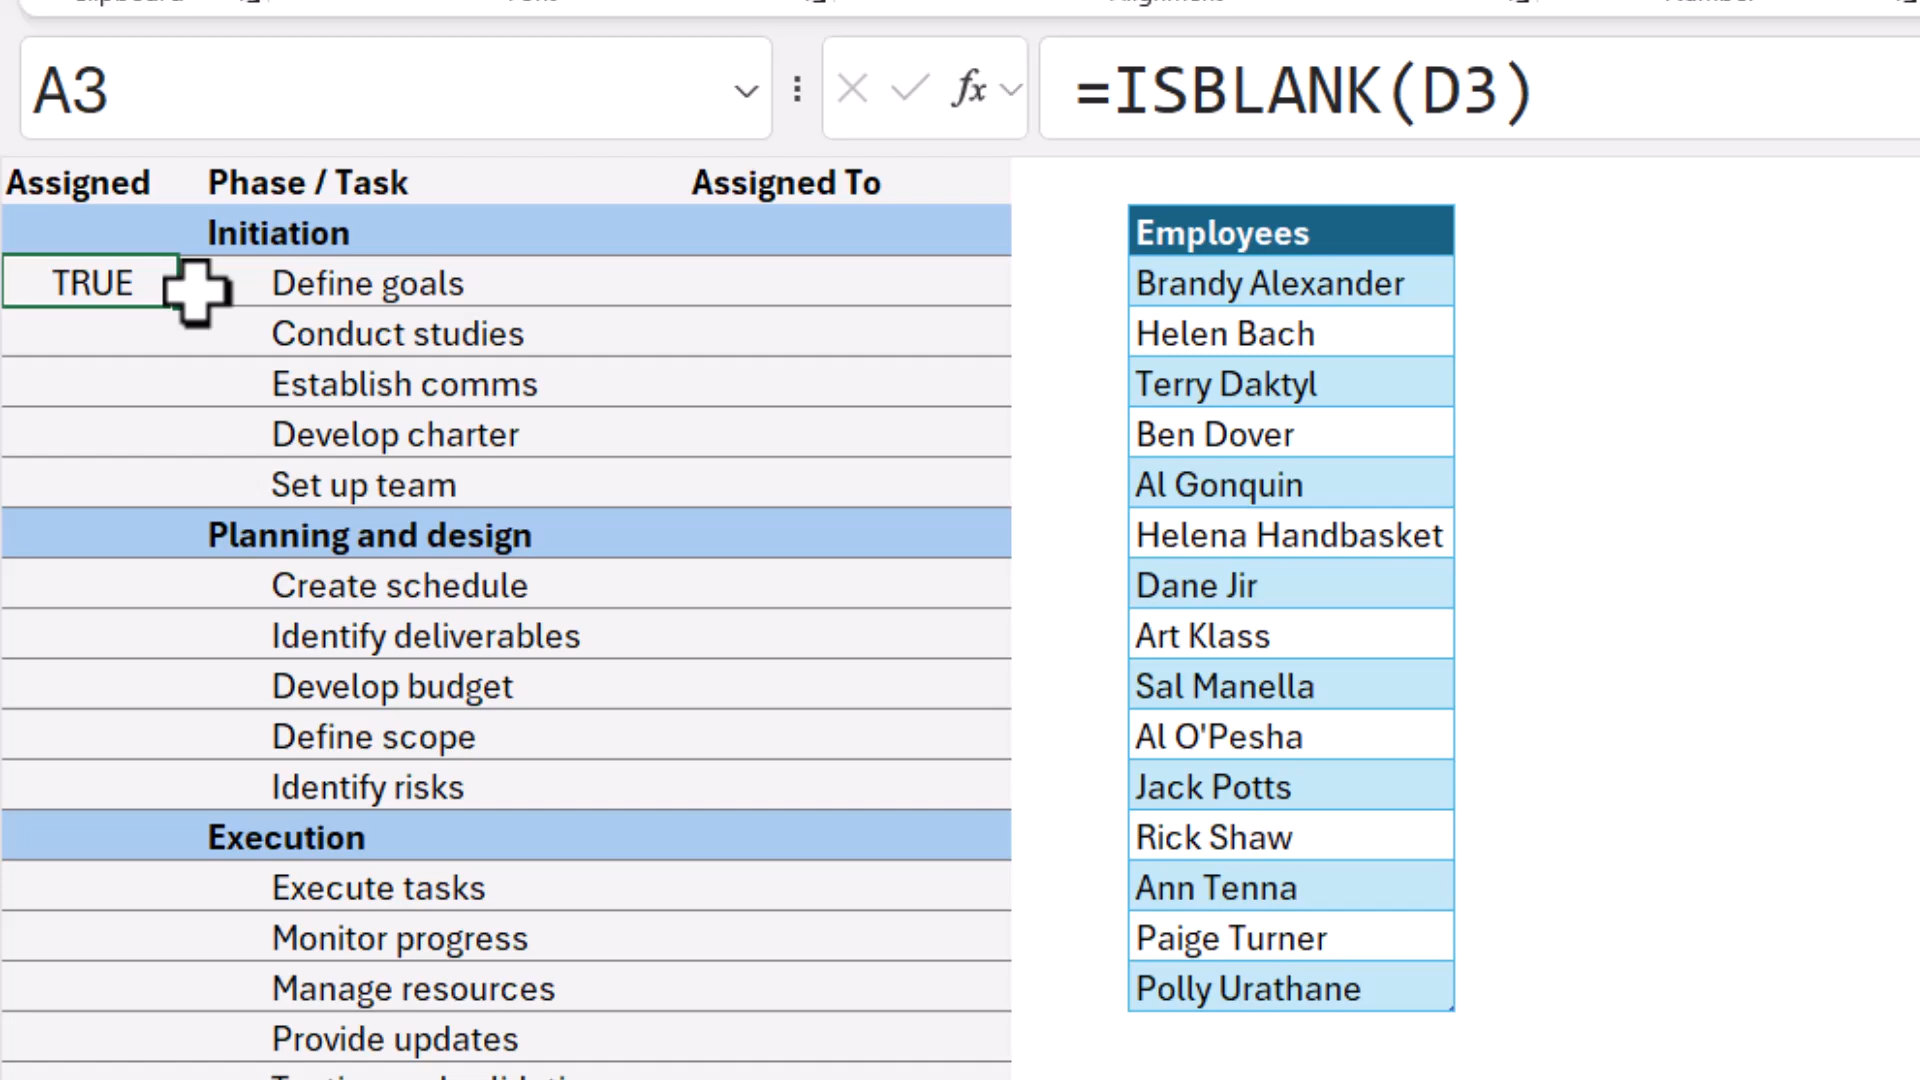 A3
fx
=ISBLANK(D3)
Assigned Phase / Task Assigned To
Initiation
TRUE Define goals
Conduct studies
Establish comms
Develop charter
Set up team
Planning and design
Create schedule
Identify deliverables
Develop budget
Define scope
Identify risks
Execution
Execute tasks
Monitor progress
Manage resources
Provide updates
Employees
Brandy Alexander
Helen Bach
Terry Daktyl
Ben Dover
Al Gonquin
Helena Handbasket
Dane Jir
Art Klass
Sal Manella
Al O'Pesha
Jack Potts
Rick Shaw
Ann Tenna
Paige Turner
Polly Urathane